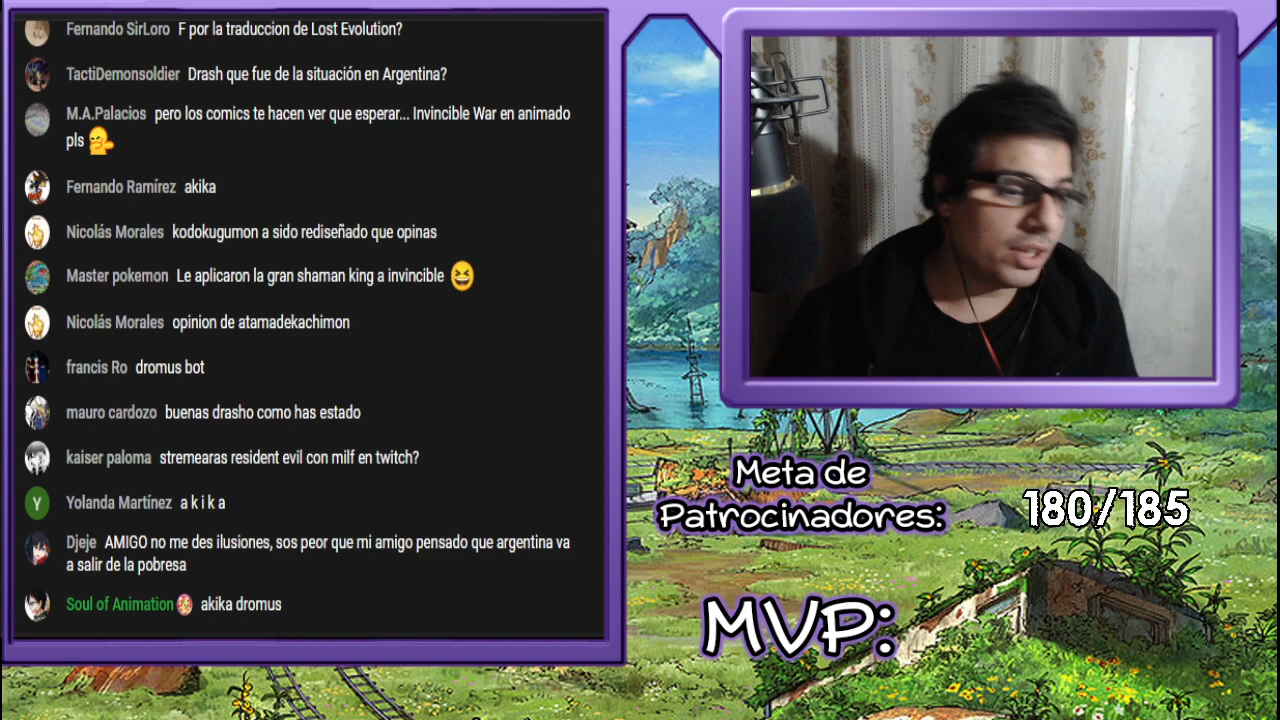 Fernando SirLoro F por la traduccion de Lost Evolution?
TactiDemonsoldier Drash que fue de la situación en Argentina?
M.A.Palacios pero los comics te hacen ver que esperar... Invincible War en animado
pls
Fernando Ramírez akika
Nicolás Morales kodokugumon a sido rediseñado que opinas
Master pokemon Le aplicaron la gran shaman king a invincible
Nicolás Morales opinion de atamadekachimon
francis Ro dromus bot
mauro cardozo buenas drasho como has estado
kaiser paloma stremearas resident evil con milf en twitch?
Y Yolanda Martínez a k i k a
Djeje AMIGO no me des ilusiones, sos peor que mi amigo pensado que argentina va
a salir de la pobresa
Soul of Animation akika dromus
Meta de
Patrocinadores:
180/185
MVP: